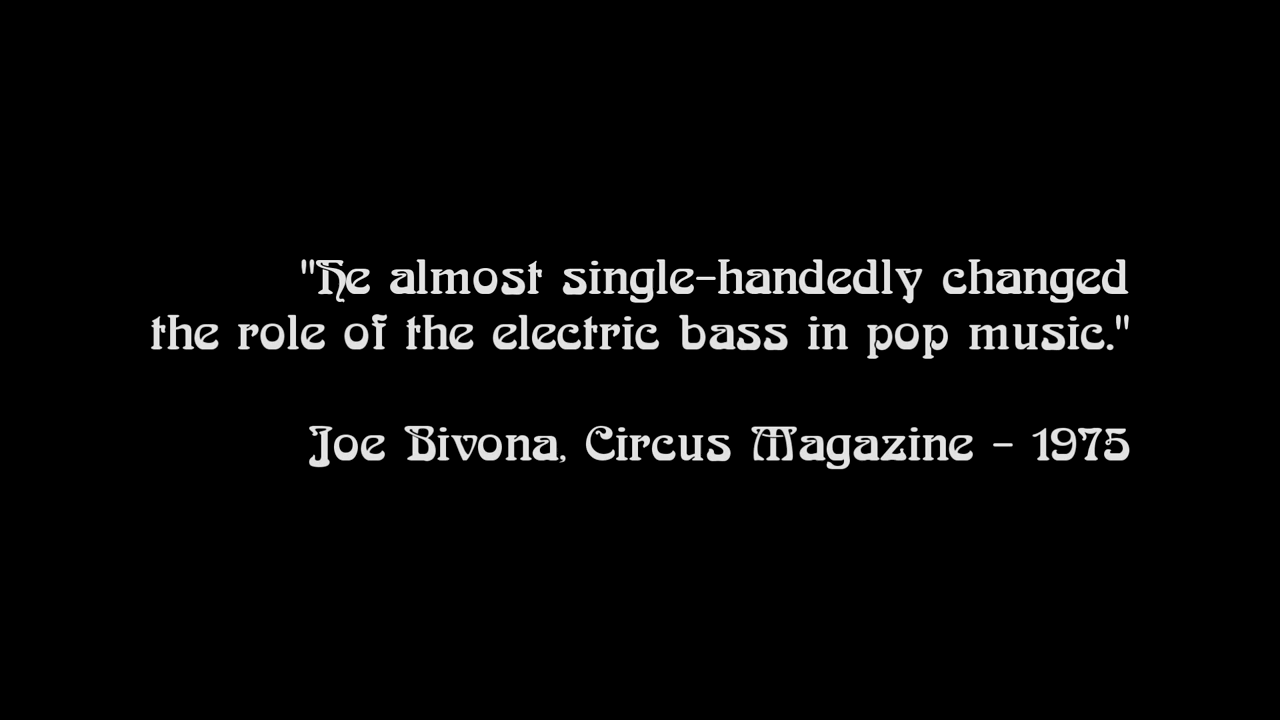 "He almost single-handedly changed
the role of the electric bass in pop music."
Joe Bivona, Circus Magazine - 1975